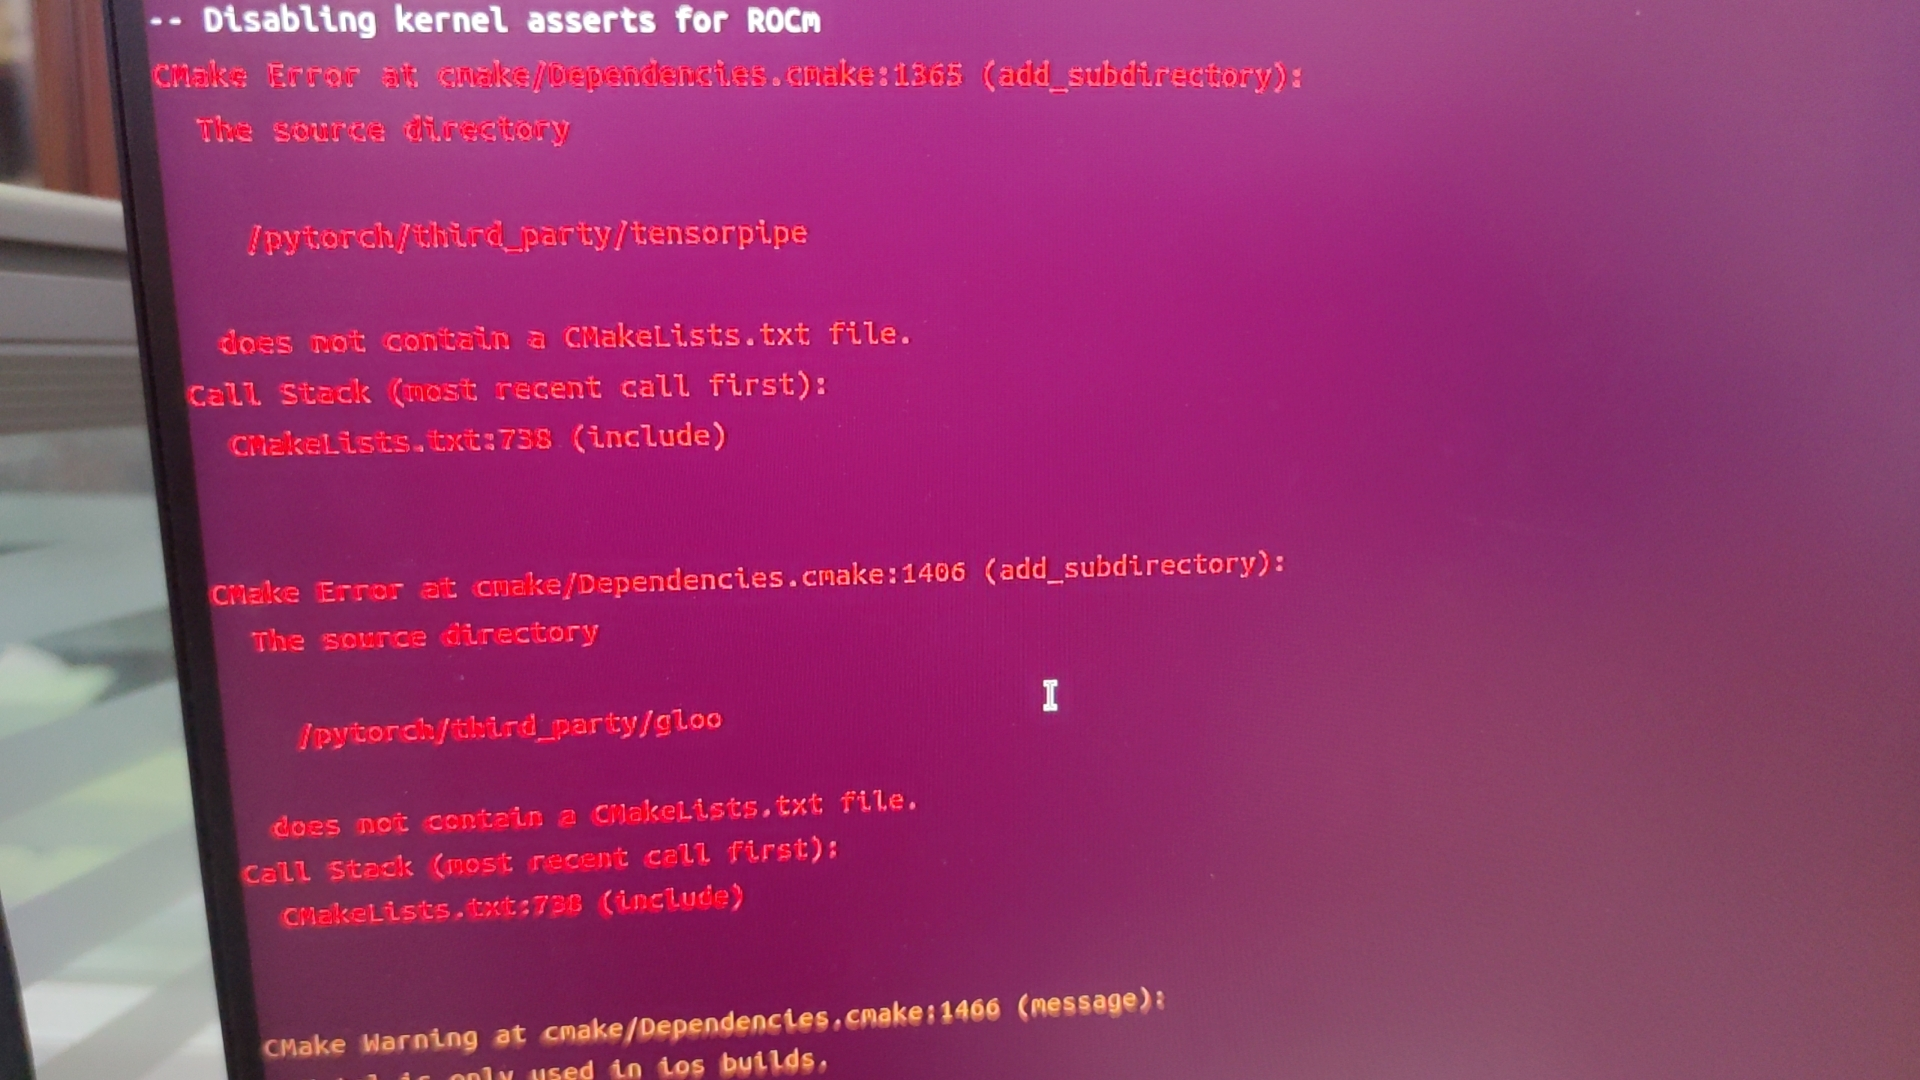 -- Disabling kernel asserts for ROCm
CMake Error at cmake/Dependencies.cmake:1365 (add_subdirectory):
The source directory
/pytorch/third_party/tensorpipe
does not contain a CMakeLists.txt file.
Call Stack (most recent call first):
CMakeLists.txt:738 (include)
CMake Error at cmake/Dependencies.cmake:1406 (add_subdirectory):
The source directory
/pytorch/third_party/gloo
does not contain a CMakeLists.txt file.
Call Stack (most recent call first):
CMakeLists.txt:738 (include)
CMake Warning at cmake/Dependencies.cmake:1466 (message):
is only used in ios builds.